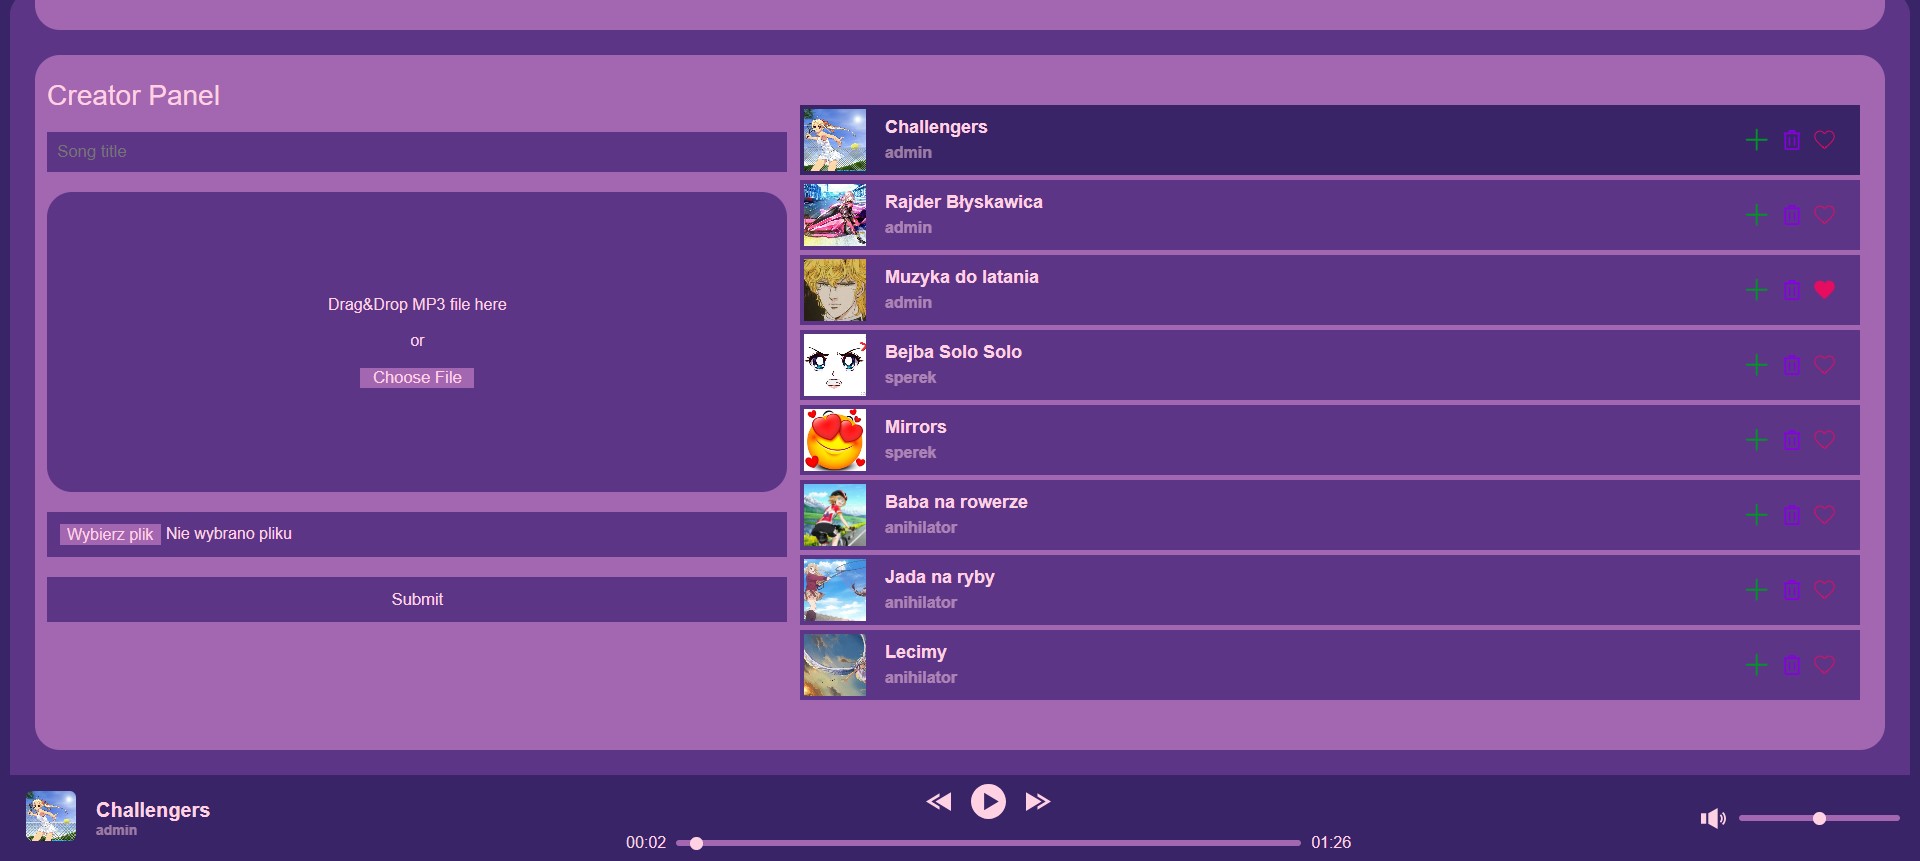 Creator Panel
Song title
Drag&Drop MP3 file here
or
Choose File
Wybierz plik Nie wybrano pliku
Submit
Challengers
admin
Rajder Błyskawica
admin
Muzyka do latania
admin
Bejba Solo Solo
sperek
Mirrors
sperek
Baba na rowerze
anihilator
Jada na ryby
anihilator
Lecimy
anihilator
Challengers
admin
00:02
01:26